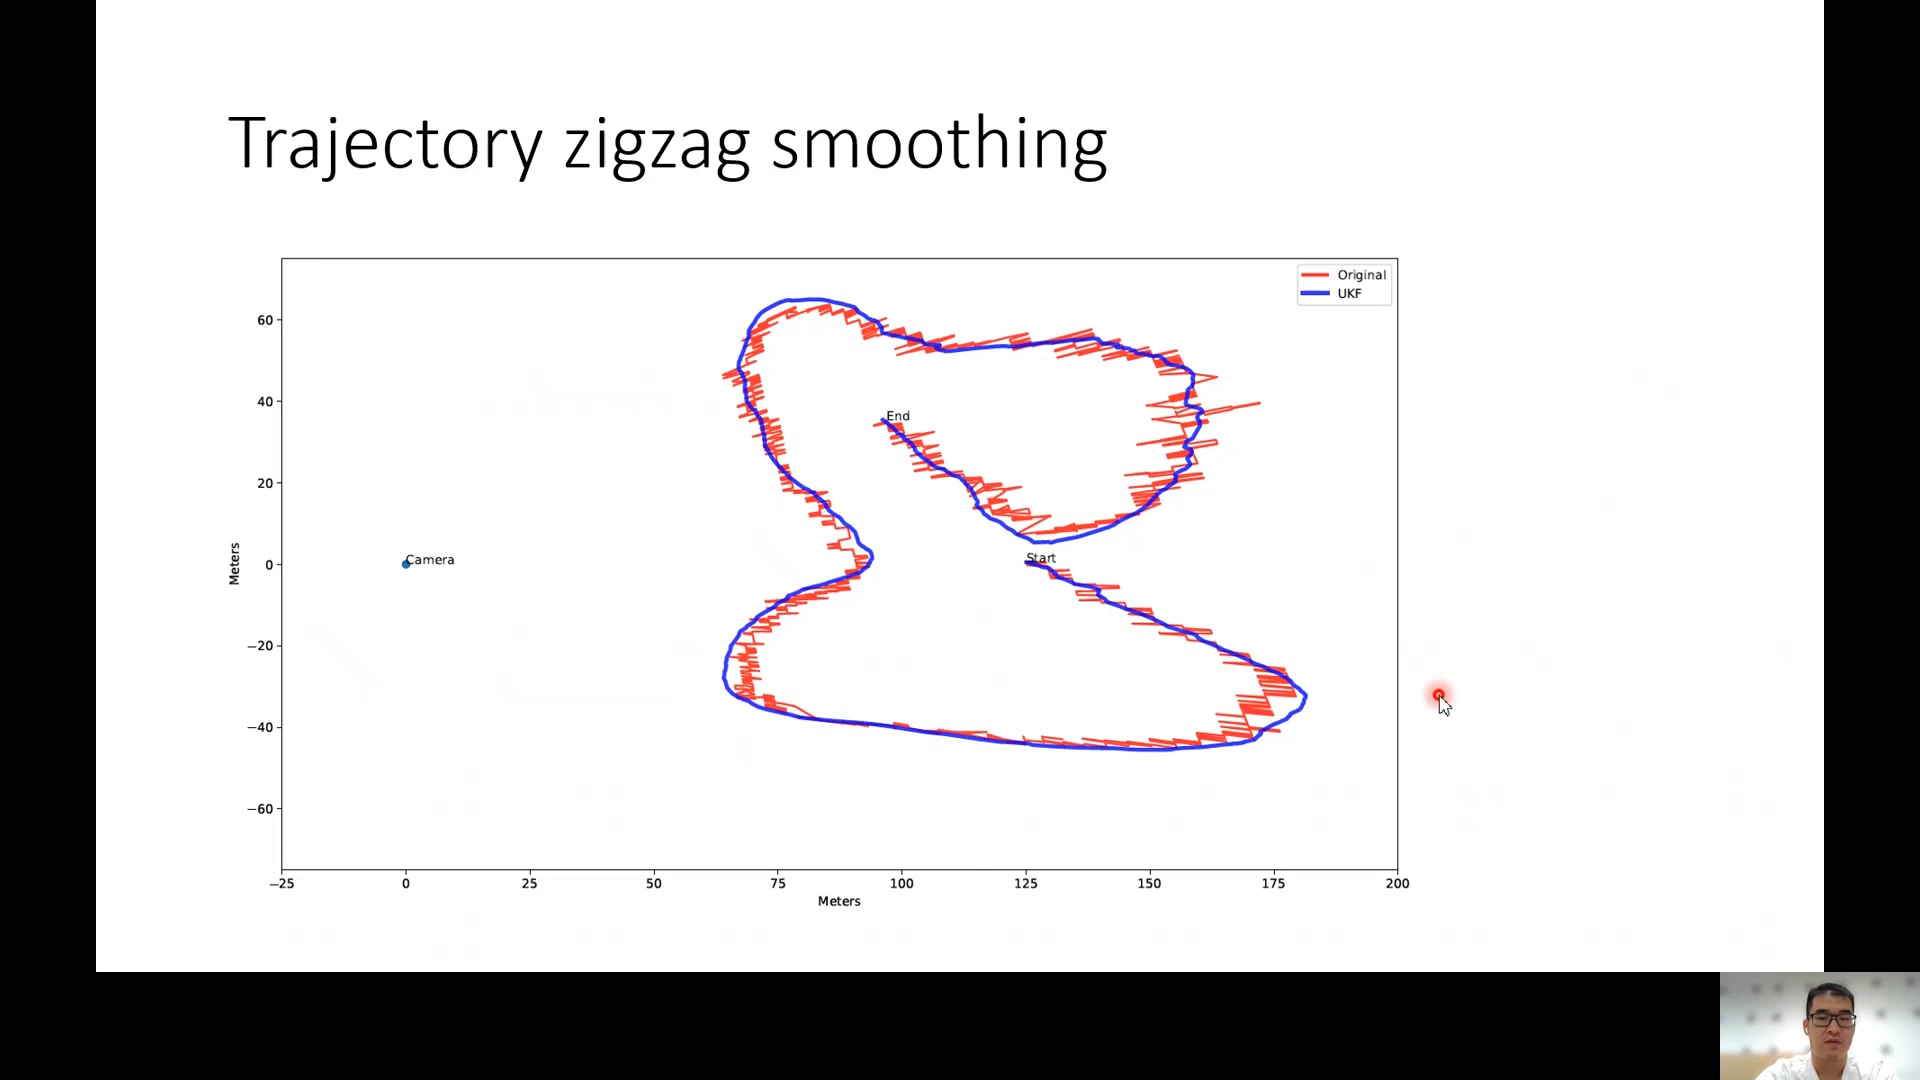 Trajectory zigzag smoothing
Original
UKF
60
40
End
20
Meters
0
Camera
Start
−20
−40
−60
−25 0 25 50 75 100 125 150 175 200
Meters